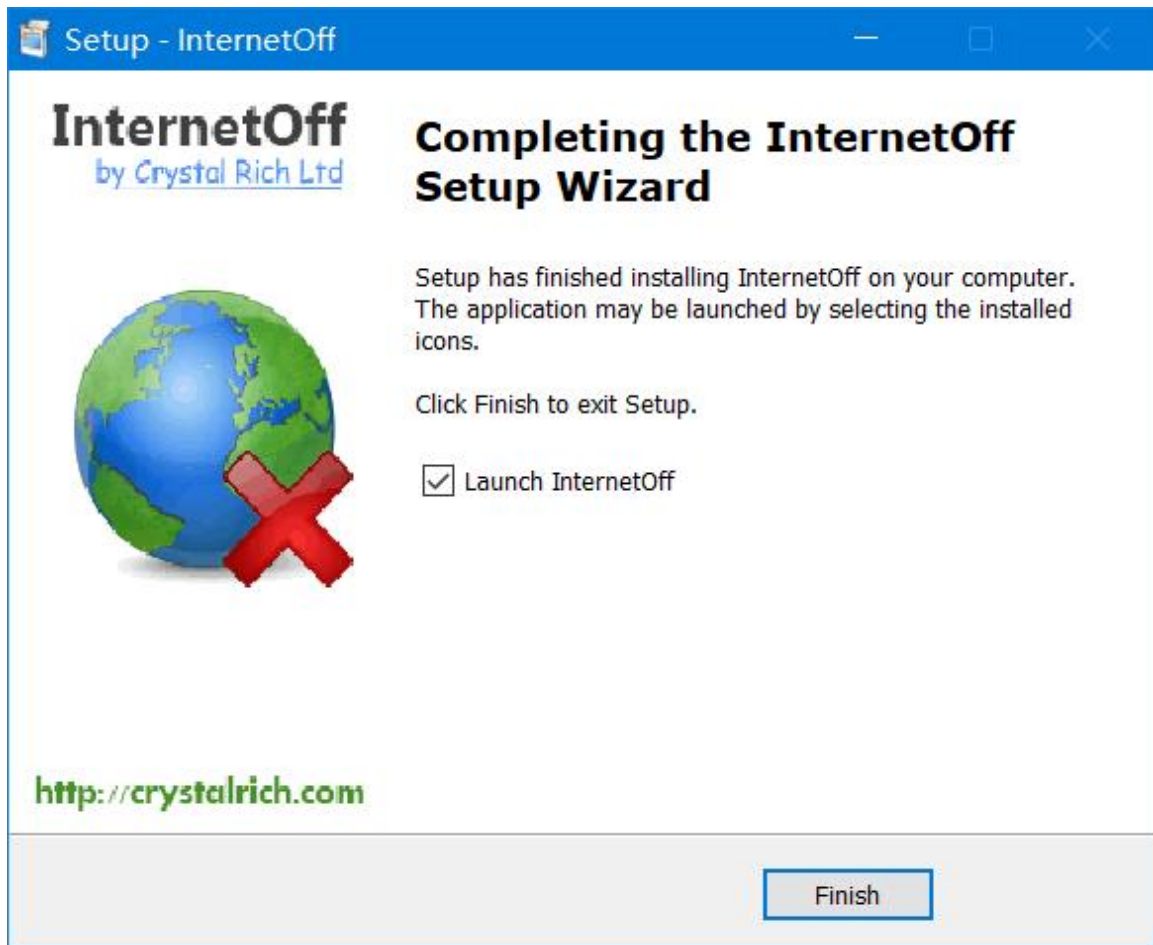 Setup - InternetOff
InternetOff
by Crystal Rich Ltd
Completing the InternetOff
Setup Wizard
Setup has finished installing InternetOff on your computer.
The application may be launched by selecting the installed
icons.
Click Finish to exit Setup.
Launch InternetOff
http://crystalrich.com
Finish